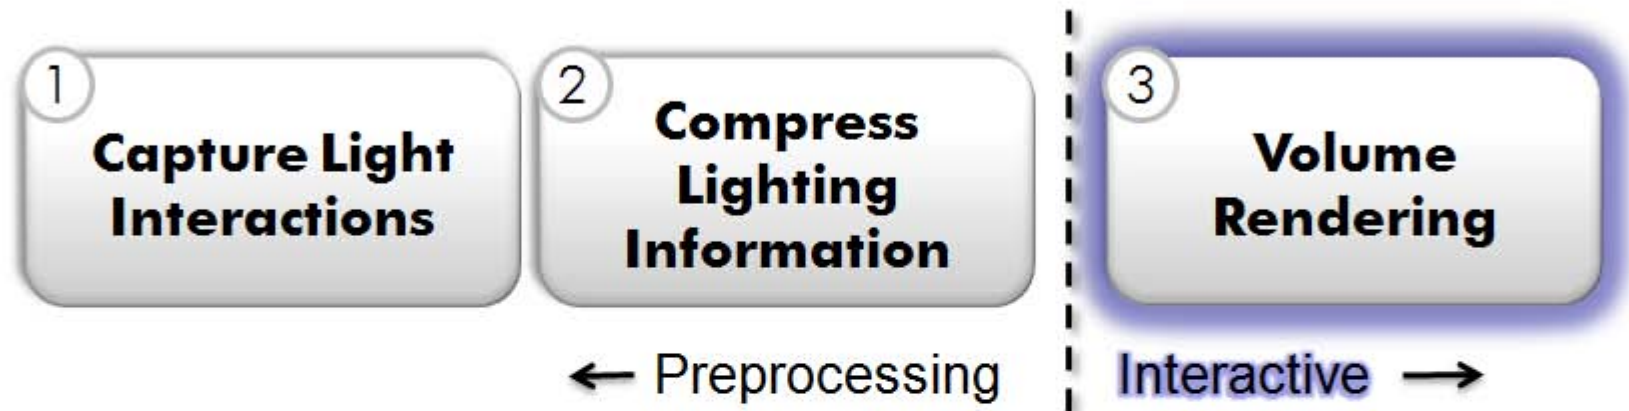 1
Capture Light
Interactions
2
Compress
Lighting
Information
3
Volume
Rendering
← Preprocessing
Interactive →